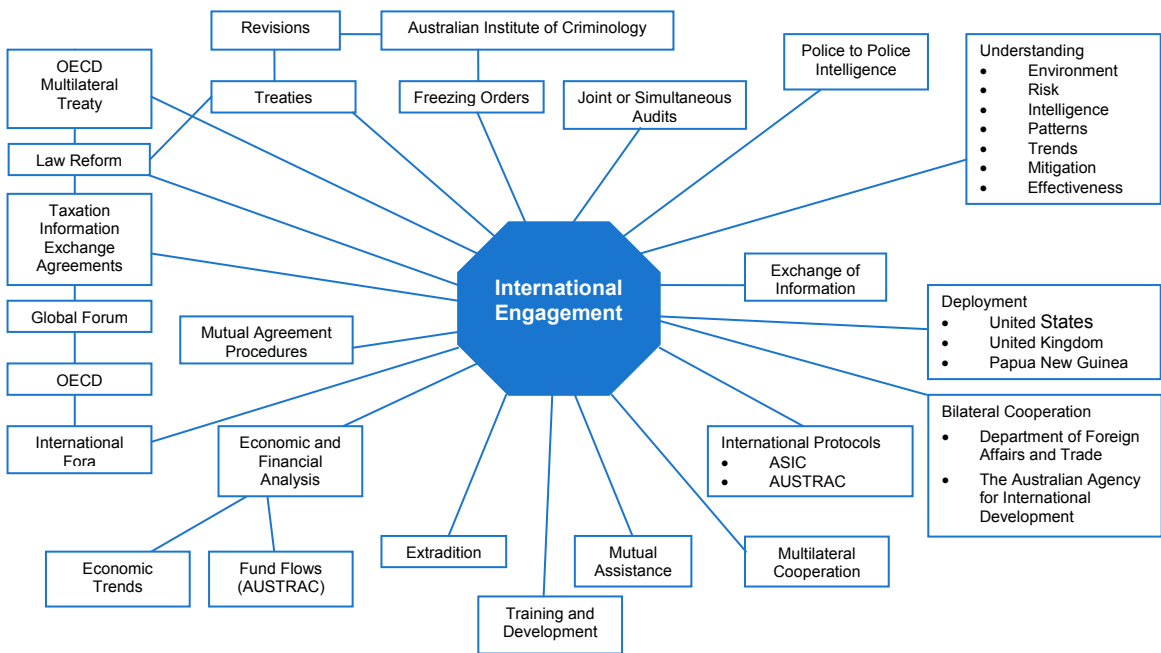 Revisions
Australian Institute of Criminology
OECD
Multilateral
Treaty
Treaties
Freezing Orders
Joint or Simultaneous
Audits
Police to Police
Intelligence
Understanding
• Environment
• Risk
• Intelligence
• Patterns
• Trends
• Mitigation
• Effectiveness
Law Reform
Taxation
Information
Exchange
Agreements
International
Engagement
Exchange of
Information
Global Forum
Mutual Agreement
Procedures
Deployment
• United States
• United Kingdom
• Papua New Guinea
OECD
International
Fora
Economic and
Financial
Analysis
International Protocols
• ASIC
• AUSTRAC
Bilateral Cooperation
• Department of Foreign
Affairs and Trade
• The Australian Agency
for International
Development
Economic
Trends
Fund Flows
(AUSTRAC)
Extradition
Training and
Development
Mutual
Assistance
Multilateral
Cooperation